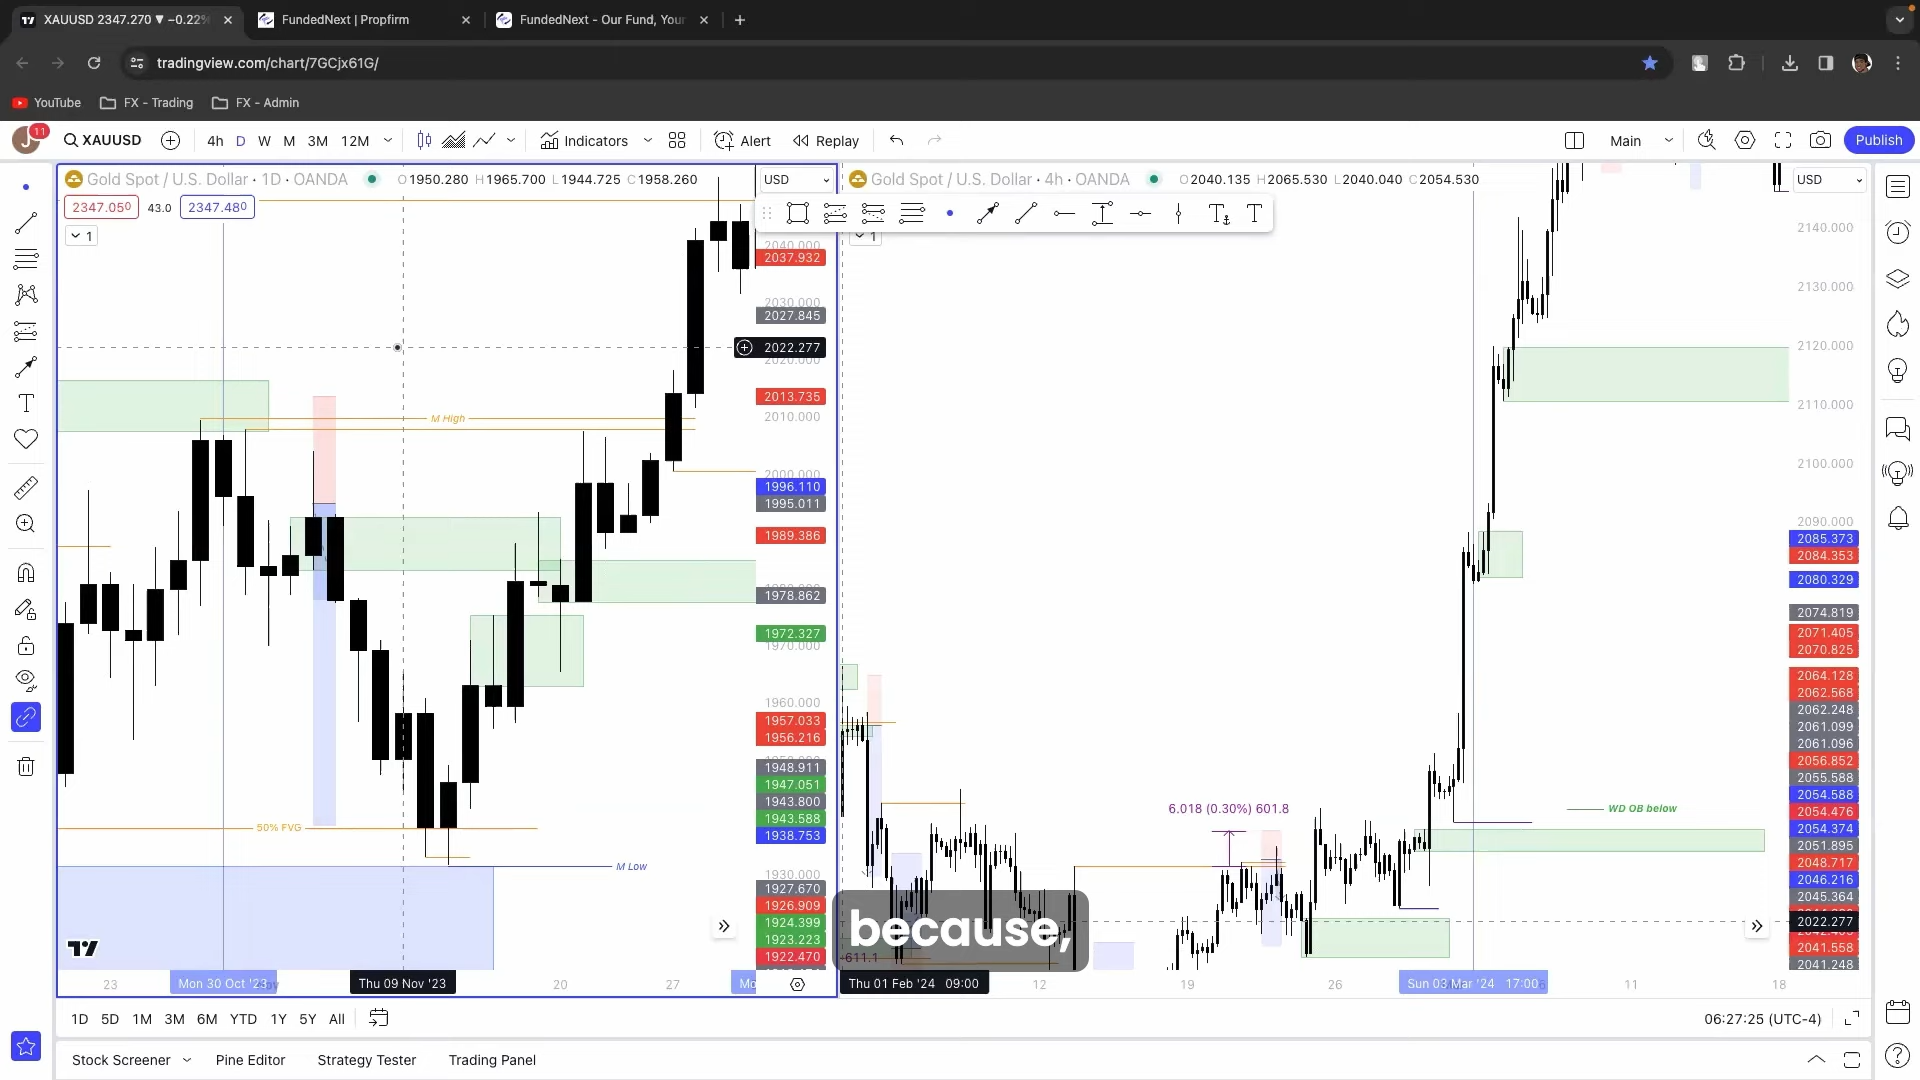 XAUUSD 2347.270 ▼ −0.22%
FundedNext | Propfirm
FundedNext - Our Fund, Your
tradingview.com/chart/7GCjx61G/
YouTube
FX - Trading
FX - Admin
11
XAUUSD
4h D W M 3M 12M
Indicators
Alert
Replay
Main
Publish
Gold Spot / U.S. Dollar · 1D · OANDA
O1950.280 H1965.700 L1944.725 C1958.260
USD
2347.050
43.0
2347.480
1
Gold Spot / U.S. Dollar · 4h · OANDA
O2040.135 H2065.530 L2040.040 C2054.530
USD
1
2040.000
2037.932
2030.000
2027.845
2022.277
2020.000
2013.735
2010.000
2000.000
1996.110
1995.011
1989.386
1978.862
1972.327
1970.000
1960.000
1957.033
1956.216
1948.911
1947.051
1943.800
1943.588
1938.753
1930.000
1927.670
1926.909
1924.399
1923.223
1922.470
M High
50% FVG
M Low
23
Mon 30 Oct '23
Thu 09 Nov '23
20
27
Mo
2140.000
2130.000
2120.000
2110.000
2100.000
2090.000
2085.373
2084.353
2080.329
2074.819
2071.405
2070.825
2064.128
2062.568
2062.248
2061.099
2061.096
2056.852
2055.588
2054.588
2054.476
2054.374
2051.895
2048.717
2046.216
2045.364
2022.277
2041.558
2041.248
6.018 (0.30%) 601.8
WD OB below
because,
611.1
Thu 01 Feb '24 09:00
12
19
26
Sun 03 Mar '24 17:00
11
18
1D 5D 1M 3M 6M YTD 1Y 5Y All
06:27:25 (UTC-4)
Stock Screener
Pine Editor
Strategy Tester
Trading Panel